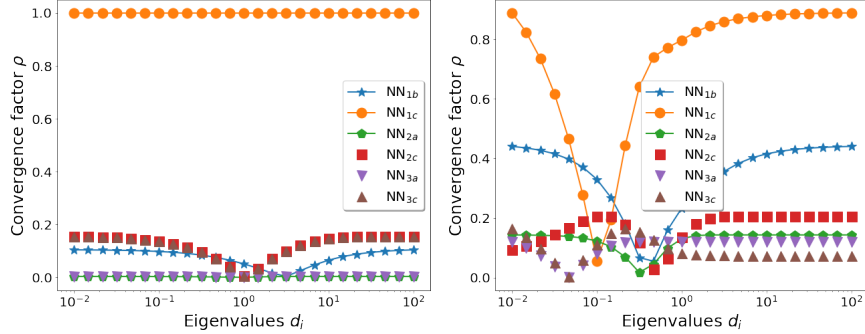 1.0
0.8
0.6
0.4
0.2
0.0
Convergence factor ρ
NN1b
NN1c
NN2a
NN2c
NN3a
NN3c
10−2
10−1
100
101
102
Eigenvalues di
0.8
0.6
0.4
0.2
0.0
Convergence factor ρ
NN1b
NN1c
NN2a
NN2c
NN3a
NN3c
10−2
10−1
100
101
102
Eigenvalues di